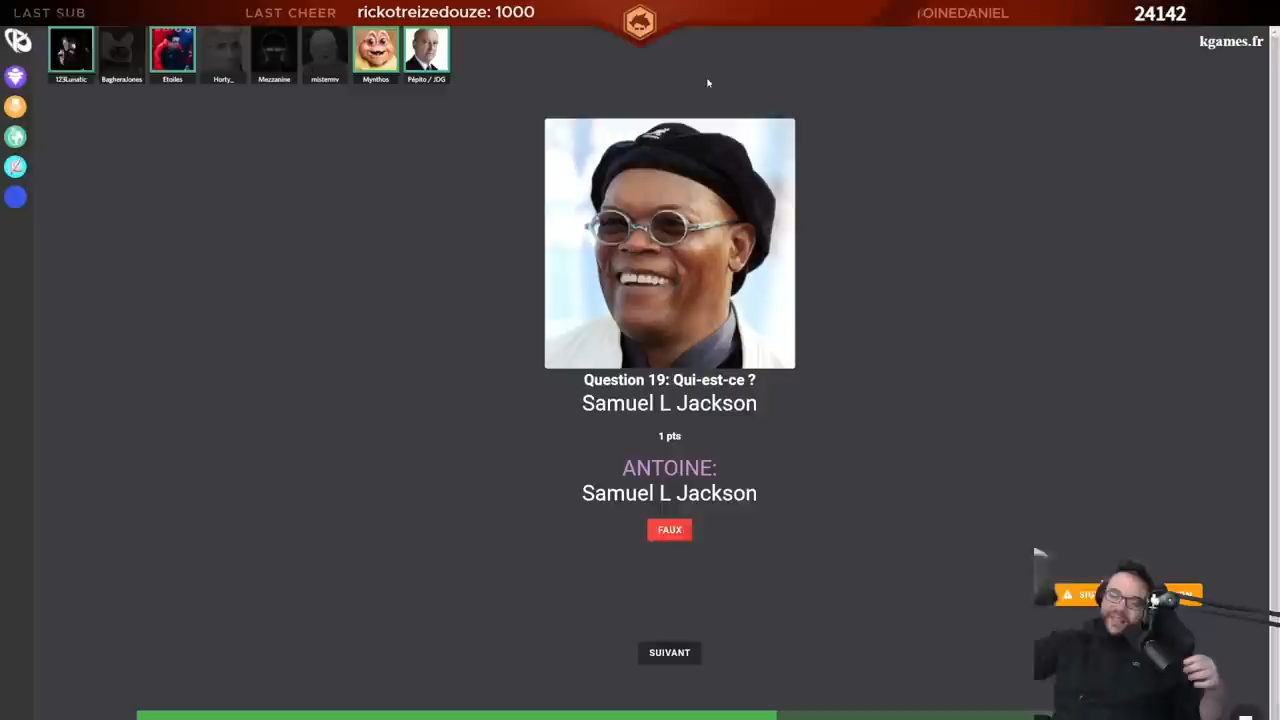 LAST SUB
LAST CHEER
rickotreizedouze: 1000
OINEDANIEL
24142
kgames.fr
123lunatic
BagheraJones
Etoiles
Horty_
Mezzanine
mistermv
Mynthos
Pépito / JDG
Question 19: Qui-est-ce ?
Samuel L Jackson
1 pts
ANTOINE:
Samuel L Jackson
FAUX
SUIVANT